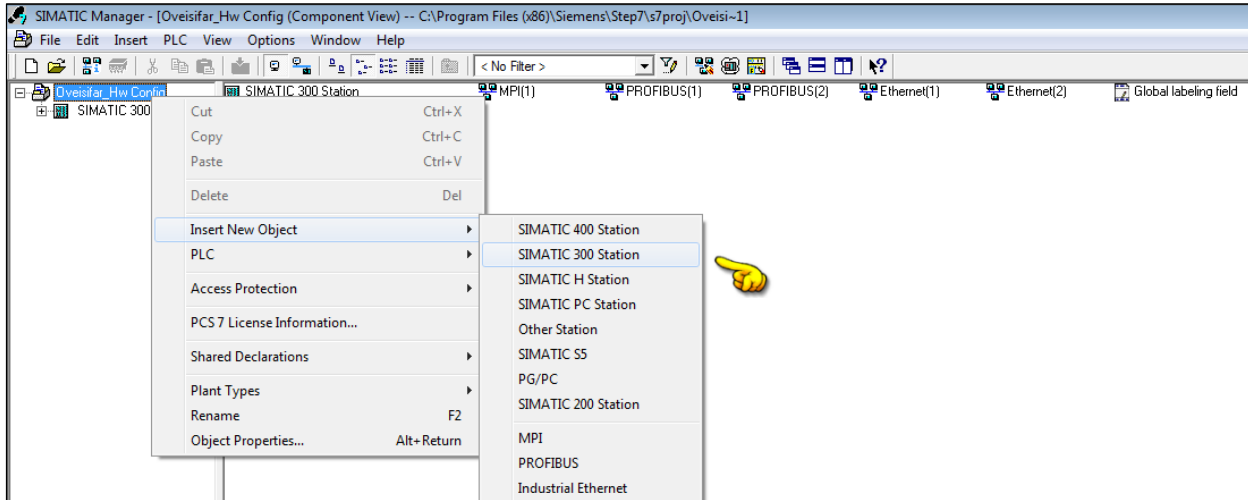 SIMATIC Manager - [Oveisifar_Hw Config (Component View) -- C:\Program Files (x86)\Siemens\Step7\s7proj\Oveisi~1]
File Edit Insert PLC View Options Window Help
< No Filter >
Oveisifar_Hw Config
SIMATIC 300
SIMATIC 300 Station MPI(1) PROFIBUS(1) PROFIBUS(2) Ethernet(1) Ethernet(2) Global labeling field
Cut Ctrl+X
Copy Ctrl+C
Paste Ctrl+V
Delete Del
Insert New Object
PLC
Access Protection
PCS 7 License Information...
Shared Declarations
Plant Types
Rename F2
Object Properties... Alt+Return
SIMATIC 400 Station
SIMATIC 300 Station
SIMATIC H Station
SIMATIC PC Station
Other Station
SIMATIC S5
PG/PC
SIMATIC 200 Station
MPI
PROFIBUS
Industrial Ethernet